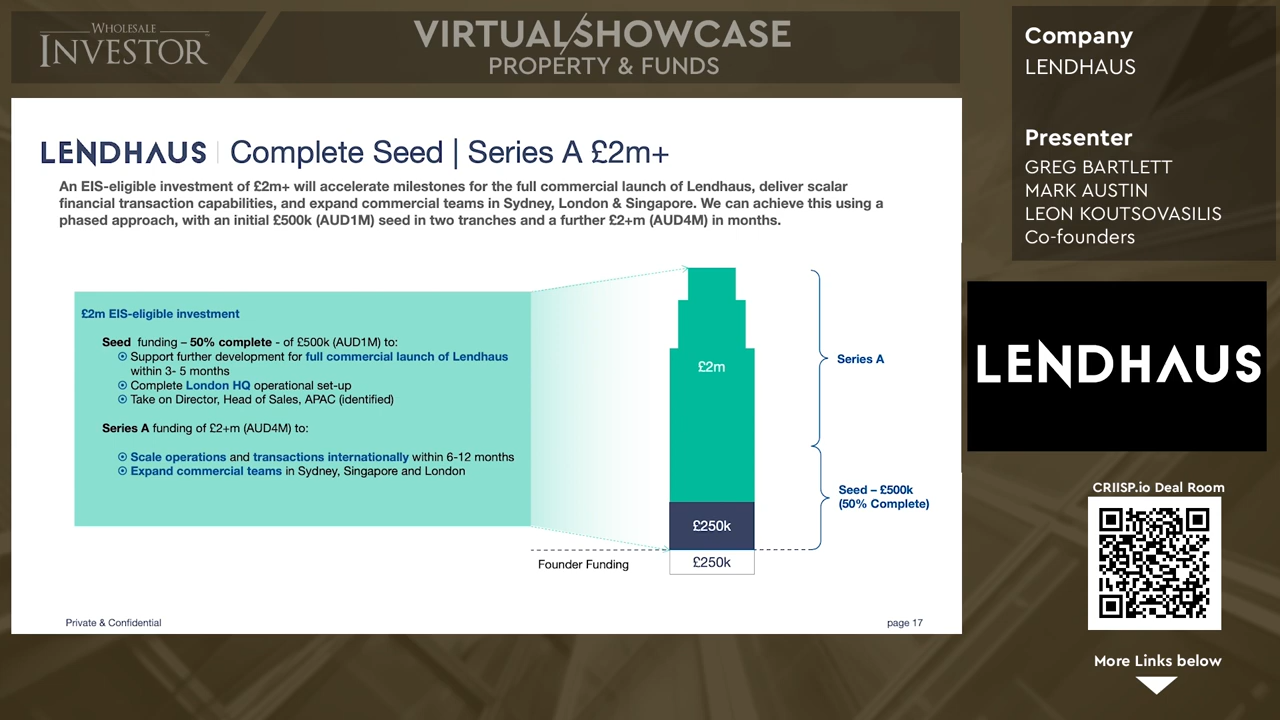 WHOLESALE
INVESTOR
VIRTUAL/SHOWCASE
PROPERTY & FUNDS
Company
LENDHAUS
Presenter
GREG BARTLETT
MARK AUSTIN
LEON KOUTSOVASILIS
Co-founders
LENDHAUS | Complete Seed | Series A £2m+
An EIS-eligible investment of £2m+ will accelerate milestones for the full commercial launch of Lendhaus, deliver scalar
financial transaction capabilities, and expand commercial teams in Sydney, London & Singapore. We can achieve this using a
phased approach, with an initial £500k (AUD1M) seed in two tranches and a further £2+m (AUD4M) in months.
£2m EIS-eligible investment
Seed funding – 50% complete - of £500k (AUD1M) to:
Support further development for full commercial launch of Lendhaus
within 3- 5 months
Complete London HQ operational set-up
Take on Director, Head of Sales, APAC (identified)
Series A funding of £2+m (AUD4M) to:
Scale operations and transactions internationally within 6-12 months
Expand commercial teams in Sydney, Singapore and London
£2m
Series A
Seed – £500k
(50% Complete)
£250k
Founder Funding
£250k
Private & Confidential
page 17
LENDHAUS
CRIISP.io Deal Room
More Links below